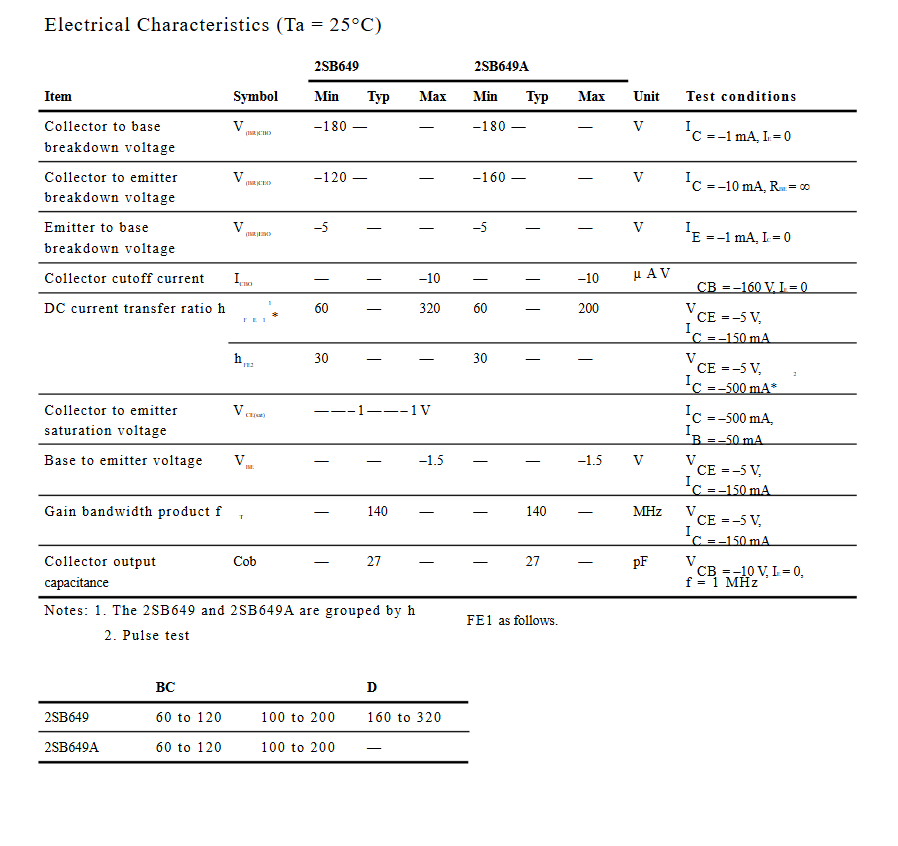 Electrical Characteristics (Ta = 25°C)
2SB649 2SB649A
Item Symbol Min Typ Max Min Typ Max Unit Test conditions
Collector to base V(BR)CBO –180 — — –180 — — V IC = –1 mA, IE = 0
breakdown voltage
Collector to emitter V(BR)CEO –120 — — –160 — — V IC = –10 mA, RBE = ∞
breakdown voltage
Emitter to base V(BR)EBO –5 — — –5 — — V IE = –1 mA, IC = 0
breakdown voltage
Collector cutoff current ICBO — — –10 — — –10 µ A V CB = –160 V, IE = 0
DC current transfer ratio h FE1 *1 60 — 320 60 — 200 VCE = –5 V,
IC = –150 mA
hFE2 30 — — 30 — — VCE = –5 V,
IC = –500 mA*2
Collector to emitter VCE(sat) ———1———1 V IC = –500 mA,
saturation voltage IB = –50 mA
Base to emitter voltage VBE — — –1.5 — — –1.5 V VCE = –5 V,
IC = –150 mA
Gain bandwidth product f T — 140 — — 140 — MHz VCE = –5 V,
IC = –150 mA
Collector output Cob — 27 — — 27 — pF VCB = –10 V, IE = 0,
capacitance f = 1 MHz
Notes: 1. The 2SB649 and 2SB649A are grouped by h FE1 as follows.
2. Pulse test
BC D
2SB649 60 to 120 100 to 200 160 to 320
2SB649A 60 to 120 100 to 200 —